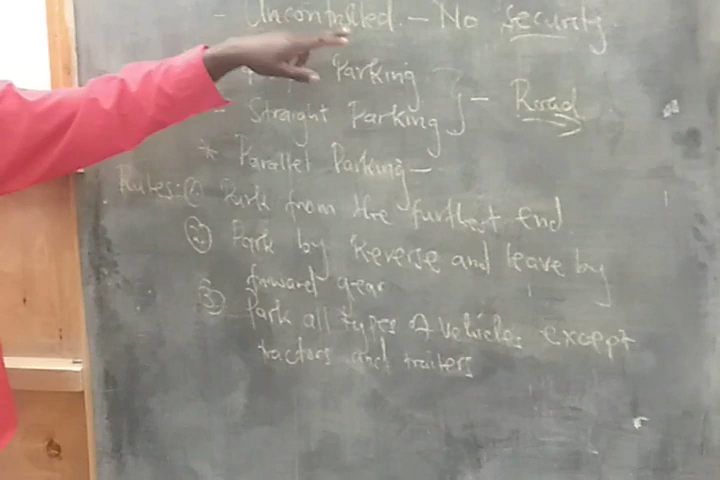 - Uncontrolled - No Security
Parking
- Straight Parking } - Road
* Parallel Parking -
Rules: ① Park from the furthest end
② Park by Reverse and leave by
forward gear
③ Park all types of vehicles except
tractors and trailers